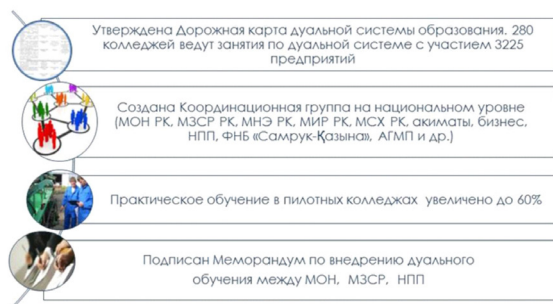 Утверждена Дорожная карта дуальной системы образования. 280
колледжей ведут занятия по дуальной системе с участием 3225
предприятий
Создана Координационная группа на национальном уровне
(МОН РК, МЗСР РК, МНЭ РК, МИР РК, МСХ РК, акиматы, бизнес,
НПП, ФНБ «Самрук-Қазына», АГМП и др.)
Практическое обучение в пилотных колледжах увеличено до 60%
Подписан Меморандум по внедрению дуального
обучения между МОН, МЗСР, НПП